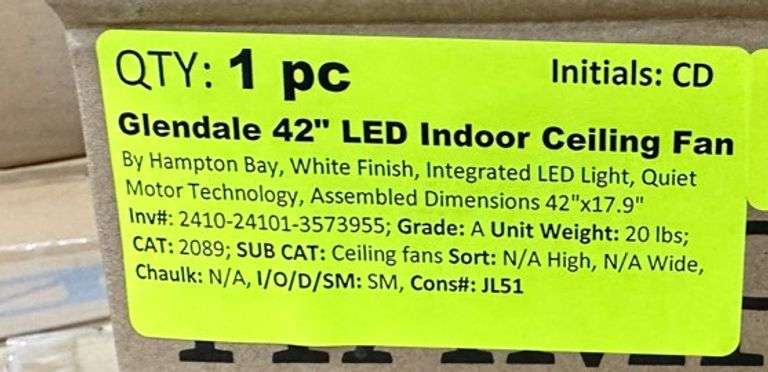 QTY: 1 pc Initials: CD
Glendale 42" LED Indoor Ceiling Fan
By Hampton Bay, White Finish, Integrated LED Light, Quiet
Motor Technology, Assembled Dimensions 42"x17.9"
Inv#: 2410-24101-3573955; Grade: A Unit Weight: 20 lbs;
CAT: 2089; SUB CAT: Ceiling fans Sort: N/A High, N/A Wide,
Chaulk: N/A, I/O/D/SM: SM, Cons#: JL51